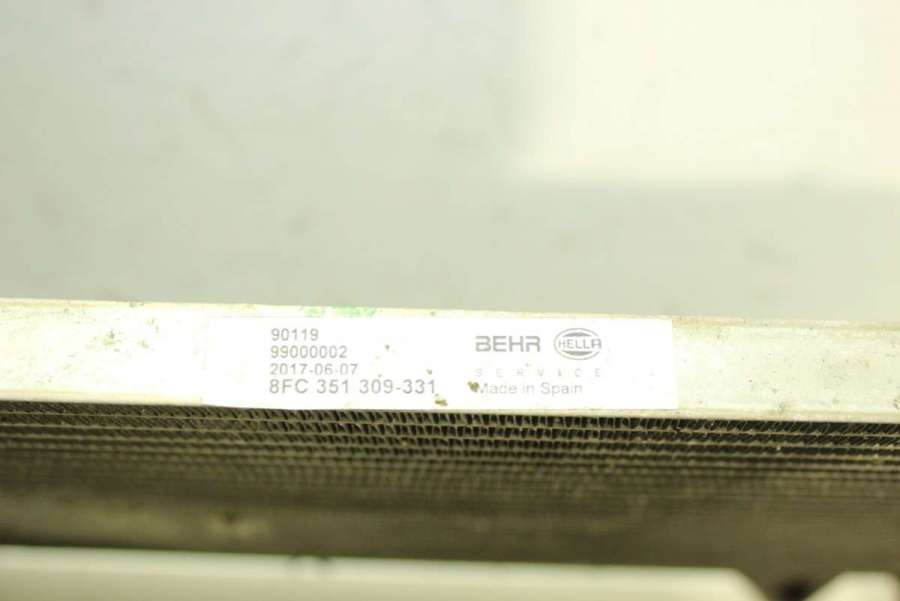 90119
99000002
2017-06-07
8FC 351 309-331
BEHR HELLA
SERVICE
Made in Spain